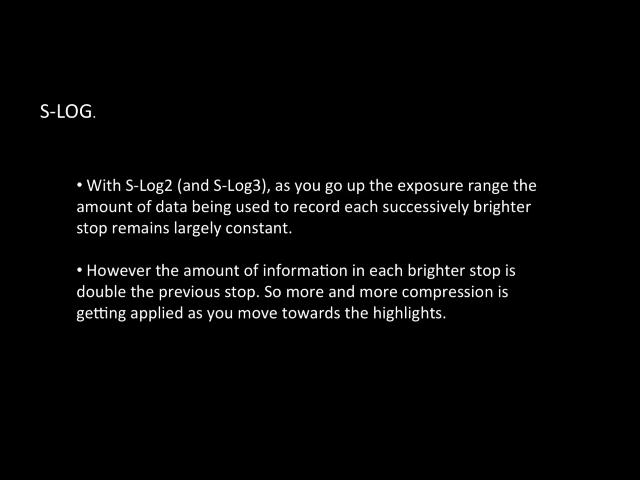 S-LOG.
• With S-Log2 (and S-Log3), as you go up the exposure range the
amount of data being used to record each successively brighter
stop remains largely constant.
• However the amount of information in each brighter stop is
double the previous stop. So more and more compression is
getting applied as you move towards the highlights.